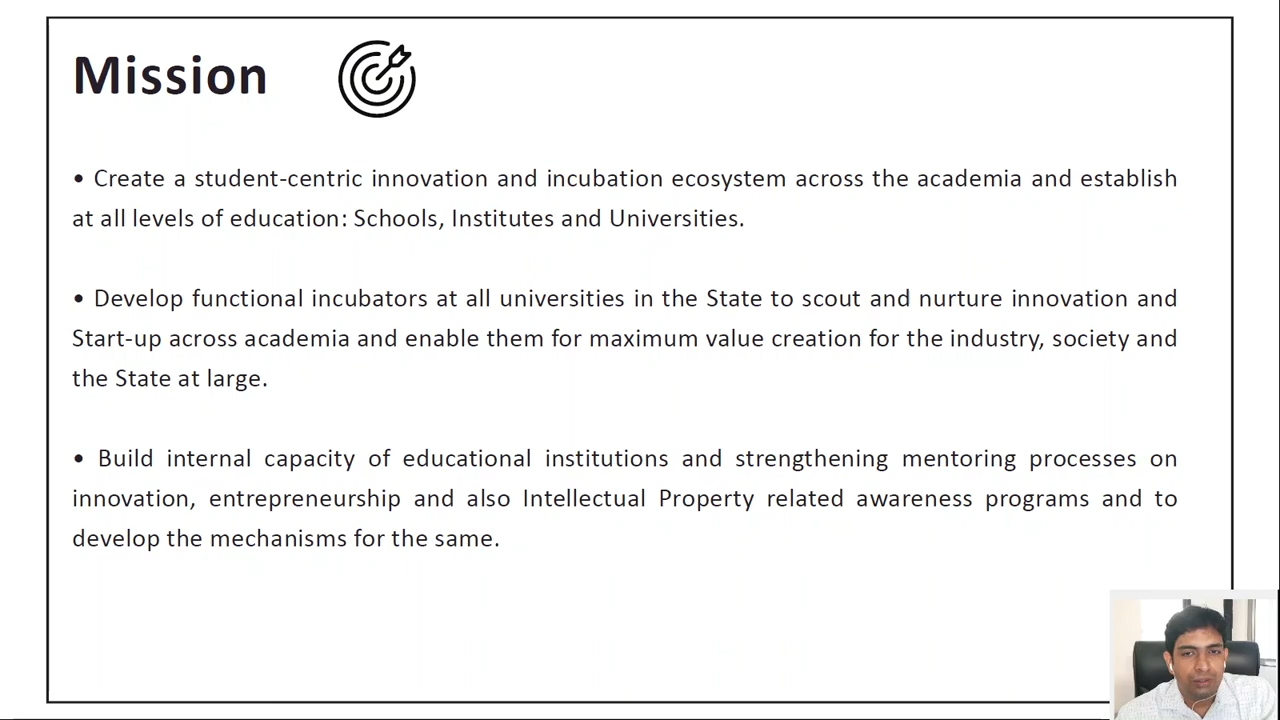 Mission
• Create a student-centric innovation and incubation ecosystem across the academia and establish
at all levels of education: Schools, Institutes and Universities.
• Develop functional incubators at all universities in the State to scout and nurture innovation and
Start-up across academia and enable them for maximum value creation for the industry, society and
the State at large.
• Build internal capacity of educational institutions and strengthening mentoring processes on
innovation, entrepreneurship and also Intellectual Property related awareness programs and to
develop the mechanisms for the same.